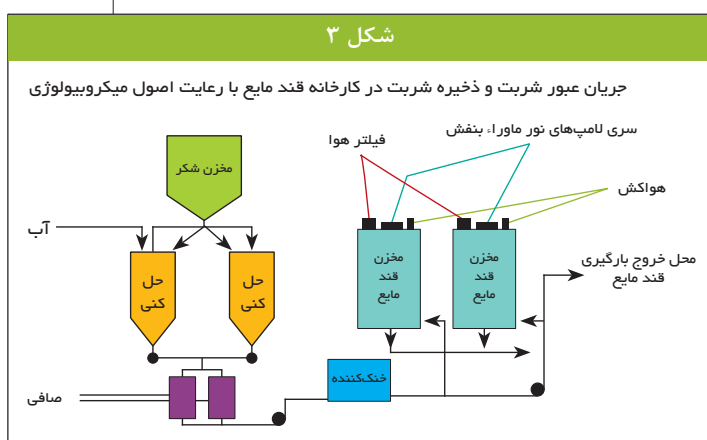 شکل ۳
جریان عبور شربت و ذخیره شربت در کارخانه قند مایع با رعایت اصول میکروبیولوژی
سری لامپ‌های نور ماوراء بنفش
فیلتر هوا
هواکش
مخزن شکر
آب
حل
کنی
حل
کنی
مخزن
قند
مایع
مخزن
قند
مایع
محل خروج بارگیری
قند مایع
خنک‌کننده
صافی